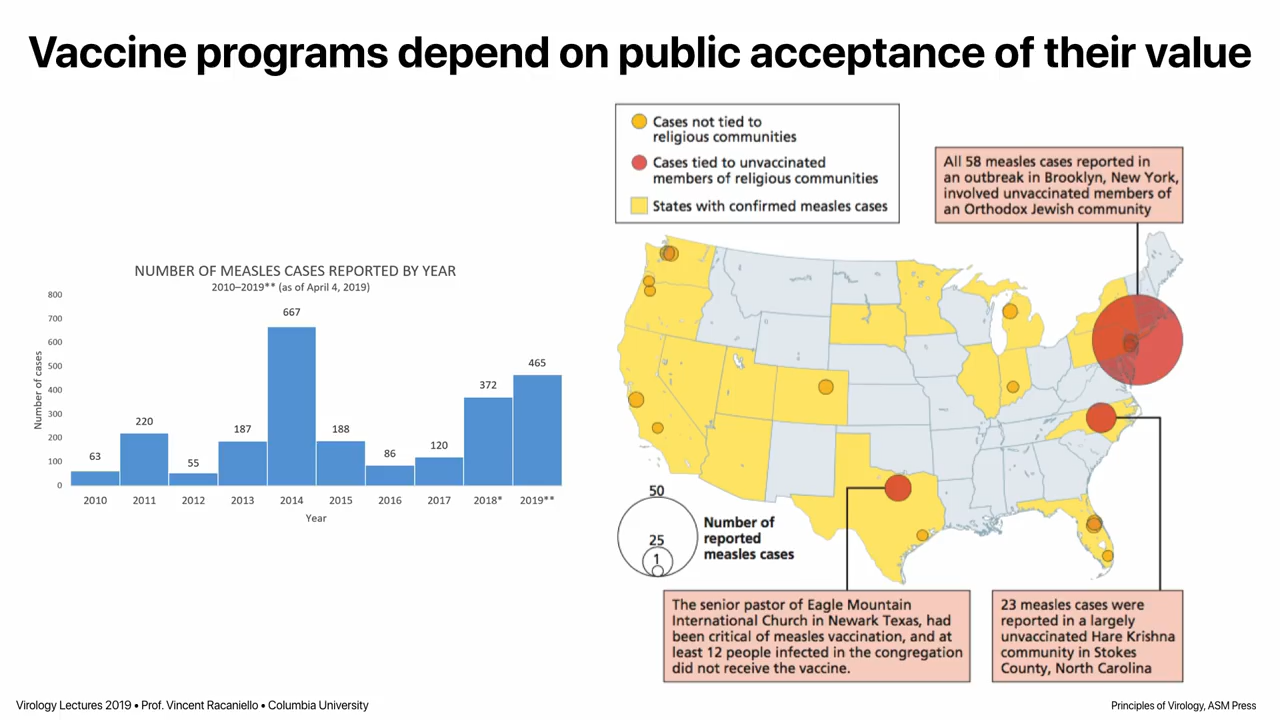 Vaccine programs depend on public acceptance of their value
NUMBER OF MEASLES CASES REPORTED BY YEAR
2010–2019** (as of April 4, 2019)
Number of cases
800
700
600
500
400
300
200
100
0
63
220
55
187
667
188
86
120
372
465
2010
2011
2012
2013
2014
2015
2016
2017
2018*
2019**
Year
Cases not tied to
religious communities
Cases tied to unvaccinated
members of religious communities
States with confirmed measles cases
All 58 measles cases reported in
an outbreak in Brooklyn, New York,
involved unvaccinated members of
an Orthodox Jewish community
50
25
1
Number of
reported
measles cases
The senior pastor of Eagle Mountain
International Church in Newark Texas, had
been critical of measles vaccination, and at
least 12 people infected in the congregation
did not receive the vaccine.
23 measles cases were
reported in a largely
unvaccinated Hare Krishna
community in Stokes
County, North Carolina
Virology Lectures 2019 • Prof. Vincent Racaniello • Columbia University
Principles of Virology, ASM Press